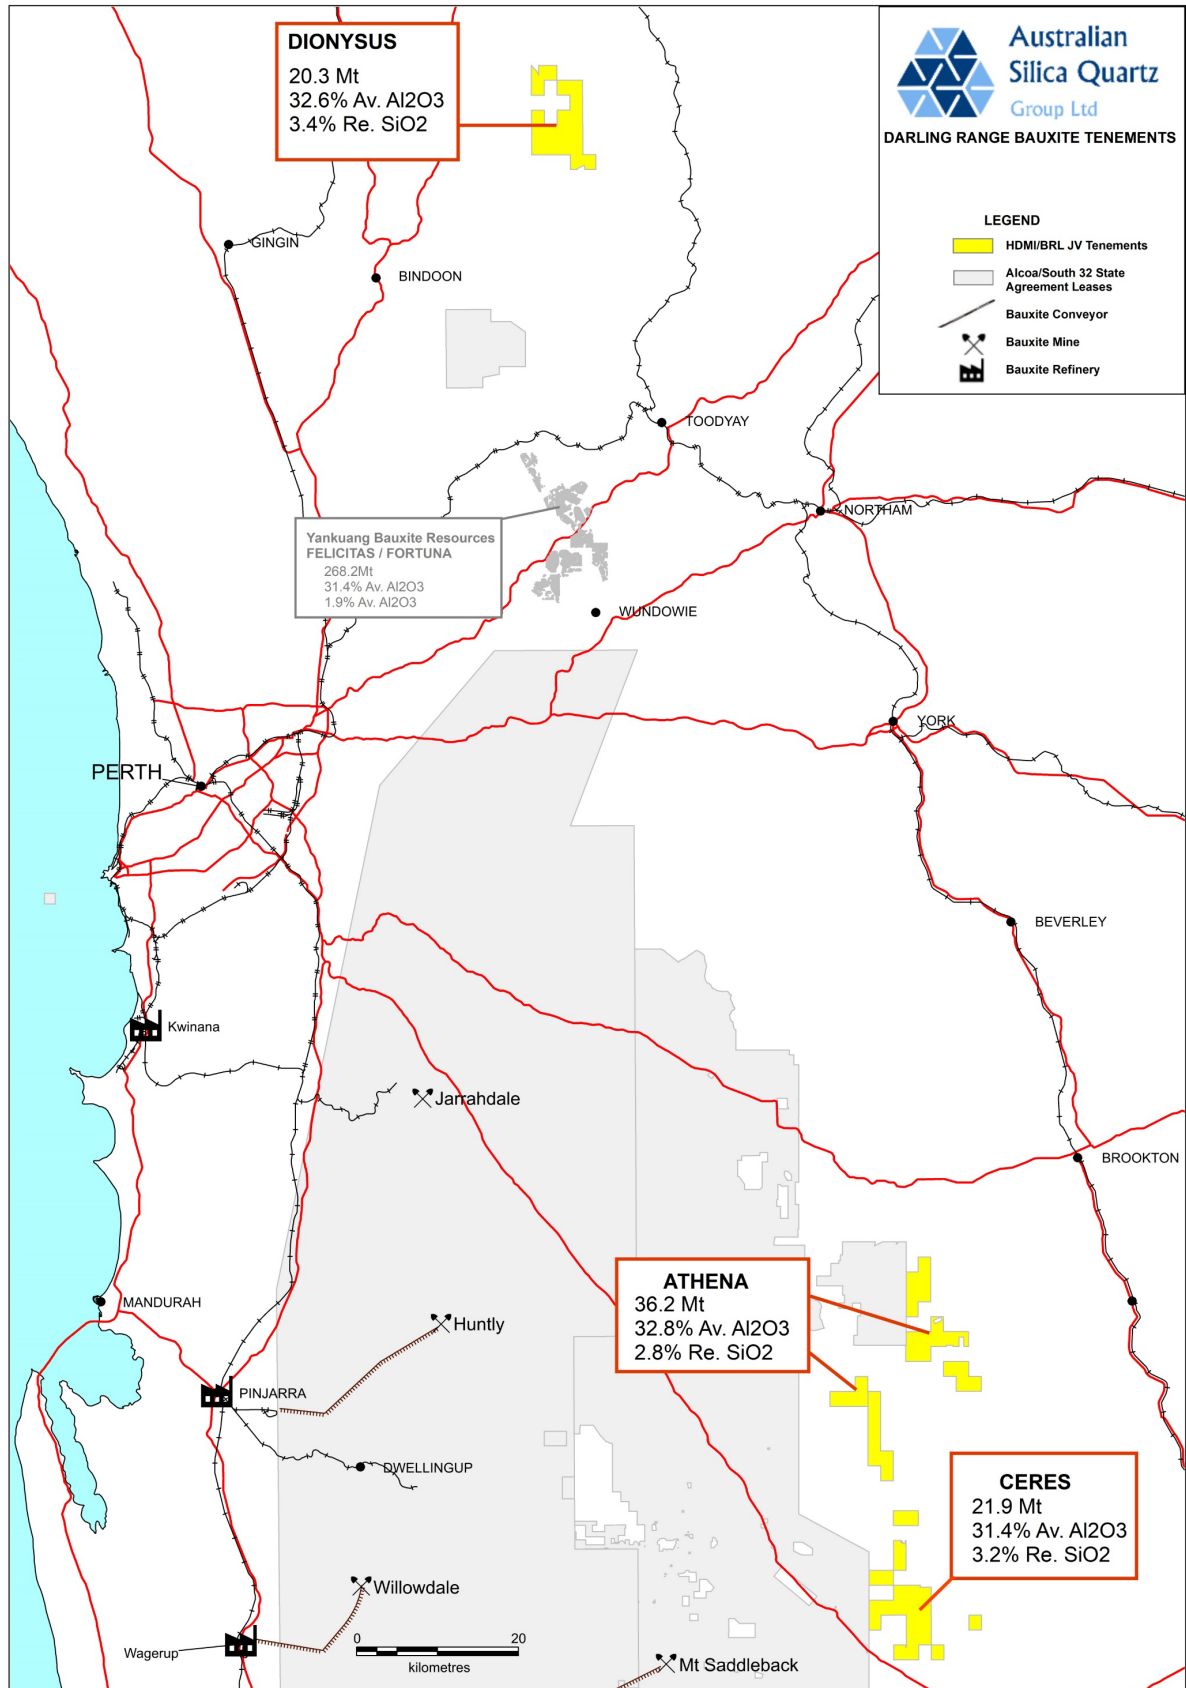 DIONYSUS
20.3 Mt
32.6% Av. Al2O3
3.4% Re. SiO2
Australian
Silica Quartz
Group Ltd
DARLING RANGE BAUXITE TENEMENTS
LEGEND
HDMI/BRL JV Tenements
Alcoa/South 32 State
Agreement Leases
Bauxite Conveyor
Bauxite Mine
Bauxite Refinery
GINGIN
BINDOON
TOODYAY
NORTHAM
Yankuang Bauxite Resources
FELICITAS / FORTUNA
268.2Mt
31.4% Av. Al2O3
1.9% Av. Al2O3
WUNDOWIE
YORK
PERTH
BEVERLEY
Kwinana
Jarrahdale
BROOKTON
ATHENA
36.2 Mt
32.8% Av. Al2O3
2.8% Re. SiO2
MANDURAH
Huntly
PINJARRA
DWELLINGUP
CERES
21.9 Mt
31.4% Av. Al2O3
3.2% Re. SiO2
Willowdale
Wagerup
0 20
kilometres
Mt Saddleback